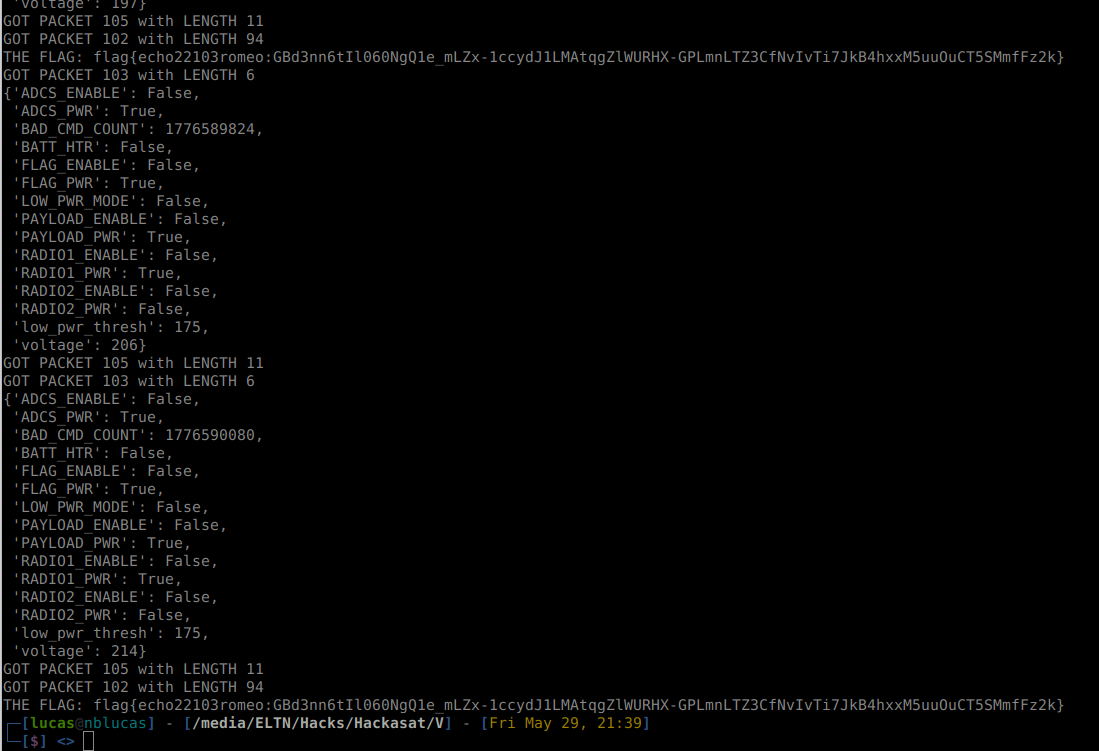 'voltage': 197}
GOT PACKET 105 with LENGTH 11
GOT PACKET 102 with LENGTH 94
THE FLAG: flag{echo22103romeo:GBd3nn6tIl060NgQ1e_mLZx-1ccydJ1LMAtqgZlWURHX-GPLmnLTZ3CfNvIvTi7JkB4hxxM5uuOuCT5SMmfFz2k}
GOT PACKET 103 with LENGTH 6
{'ADCS_ENABLE': False,
'ADCS_PWR': True,
'BAD_CMD_COUNT': 1776589824,
'BATT_HTR': False,
'FLAG_ENABLE': False,
'FLAG_PWR': True,
'LOW_PWR_MODE': False,
'PAYLOAD_ENABLE': False,
'PAYLOAD_PWR': True,
'RADIO1_ENABLE': False,
'RADIO1_PWR': True,
'RADIO2_ENABLE': False,
'RADIO2_PWR': False,
'low_pwr_thresh': 175,
'voltage': 206}
GOT PACKET 105 with LENGTH 11
GOT PACKET 103 with LENGTH 6
{'ADCS_ENABLE': False,
'ADCS_PWR': True,
'BAD_CMD_COUNT': 1776590080,
'BATT_HTR': False,
'FLAG_ENABLE': False,
'FLAG_PWR': True,
'LOW_PWR_MODE': False,
'PAYLOAD_ENABLE': False,
'PAYLOAD_PWR': True,
'RADIO1_ENABLE': False,
'RADIO1_PWR': True,
'RADIO2_ENABLE': False,
'RADIO2_PWR': False,
'low_pwr_thresh': 175,
'voltage': 214}
GOT PACKET 105 with LENGTH 11
GOT PACKET 102 with LENGTH 94
THE FLAG: flag{echo22103romeo:GBd3nn6tIl060NgQ1e_mLZx-1ccydJ1LMAtqgZlWURHX-GPLmnLTZ3CfNvIvTi7JkB4hxxM5uuOuCT5SMmfFz2k}
[lucas@nblucas] - [/media/ELTN/Hacks/Hackasat/V] - [Fri May 29, 21:39]
[$] <>